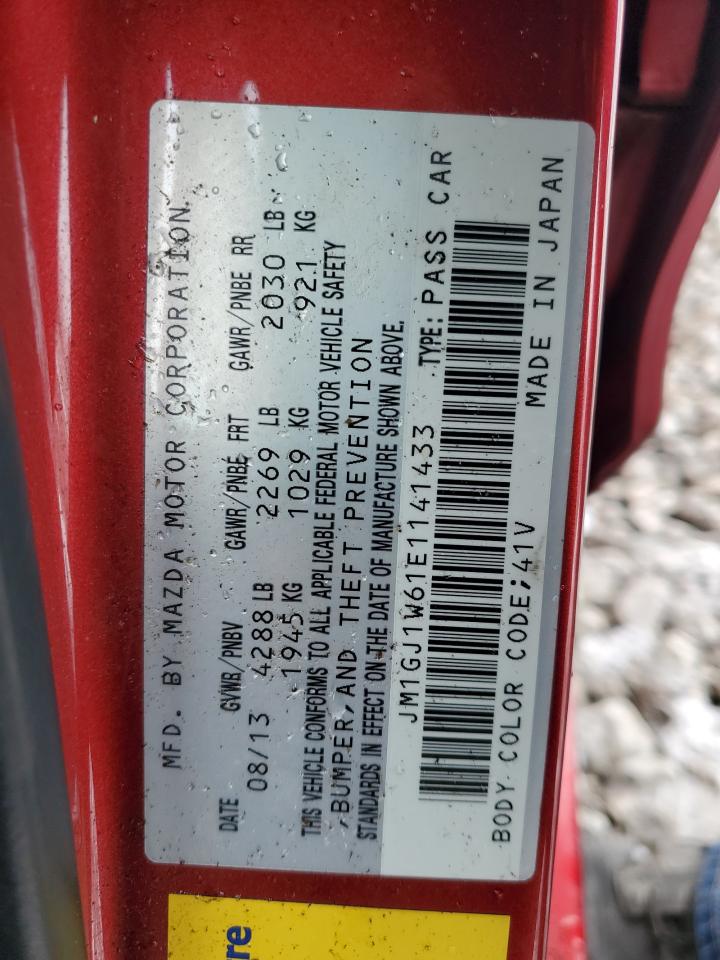 MFD. BY MAZDA MOTOR CORPORATION
DATE GVWR/PNBV GAWR/PNBE FRT GAWR/PNBE RR
08/13 4288 LB 2269 LB 2030 LB
1945 KG 1029 KG 921 KG
THIS VEHICLE CONFORMS TO ALL APPLICABLE FEDERAL MOTOR VEHICLE SAFETY
,BUMPER,AND THEFT PREVENTION
STANDARDS IN EFFECT ON THE DATE OF MANUFACTURE SHOWN ABOVE.
JM1GJ1W61E1141433 TYPE: PASS CAR
BODY COLOR CODE;41V MADE IN JAPAN